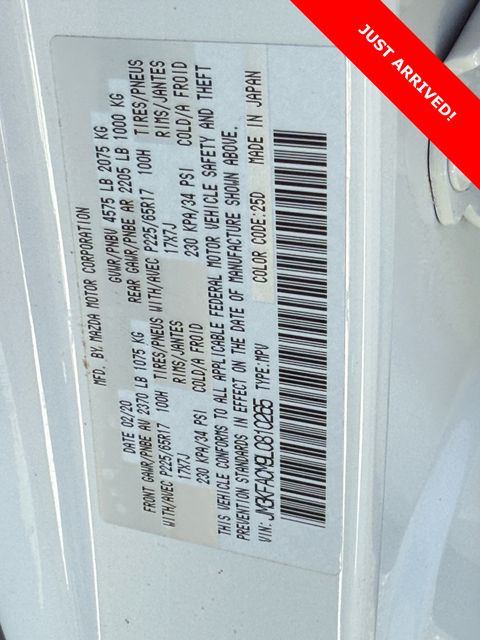 JUST ARRIVED!
MFD. BY MAZDA MOTOR CORPORATION
DATE 02/20 GVWR/PNBV 4575 LB 2075 KG
FRONT GAWR/PNBE AV 2370 LB 1075 KG REAR GAWR/PNBE AR 2205 LB 1000 KG
WITH/AVEC P225/65R17 100H TIRES/PNEUS WITH/AVEC P225/65R17 100H TIRES/PNEUS
17X7J RIMS/JANTES 17X7J RIMS/JANTES
230 KPA/34 PSI COLD/A FROID 230 KPA/34 PSI COLD/A FROID
THIS VEHICLE CONFORMS TO ALL APPLICABLE FEDERAL MOTOR VEHICLE SAFETY AND THEFT
PREVENTION STANDARDS IN EFFECT ON THE DATE OF MANUFACTURE SHOWN ABOVE.
VIN: JM3KFACM9L0810265 TYPE:MPV COLOR CODE:25D MADE IN JAPAN